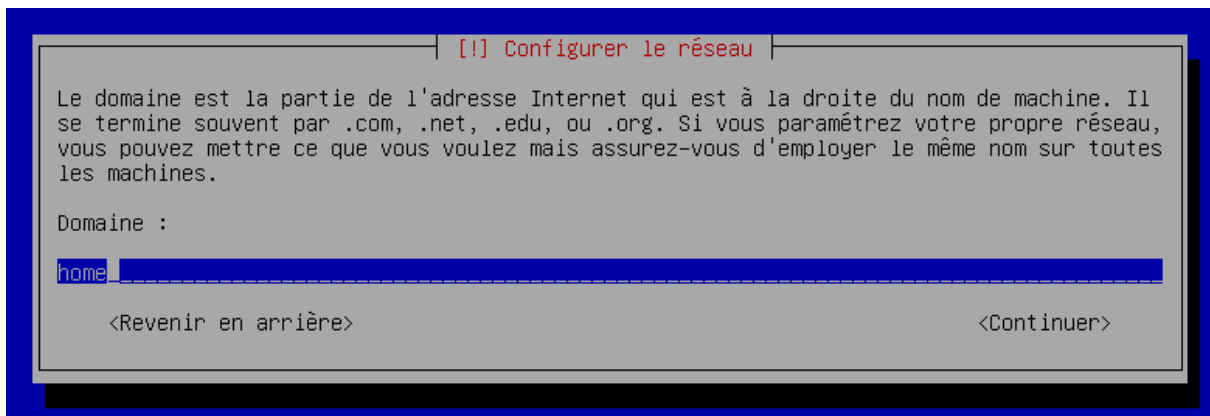 [!] Configurer le réseau
Le domaine est la partie de l'adresse Internet qui est à la droite du nom de machine. Il
se termine souvent par .com, .net, .edu, ou .org. Si vous paramétrez votre propre réseau,
vous pouvez mettre ce que vous voulez mais assurez-vous d'employer le même nom sur toutes
les machines.
Domaine :
home
<Revenir en arrière> <Continuer>